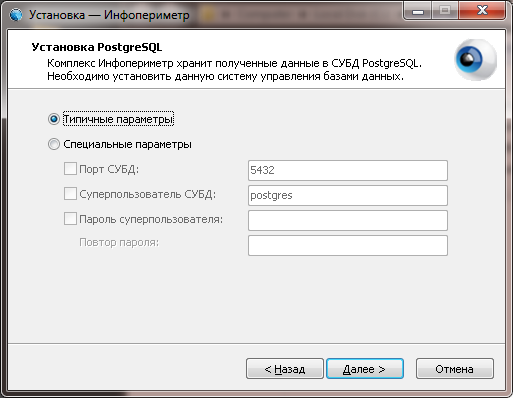 Установка — Инфопериметр
Установка PostgreSQL
Комплекс Инфопериметр хранит полученные данные в СУБД PostgreSQL.
Необходимо установить данную систему управления базами данных.
Типичные параметры
Специальные параметры
Порт СУБД:
5432
Суперпользователь СУБД:
postgres
Пароль суперпользователя:
Повтор пароля:
< Назад
Далее >
Отмена